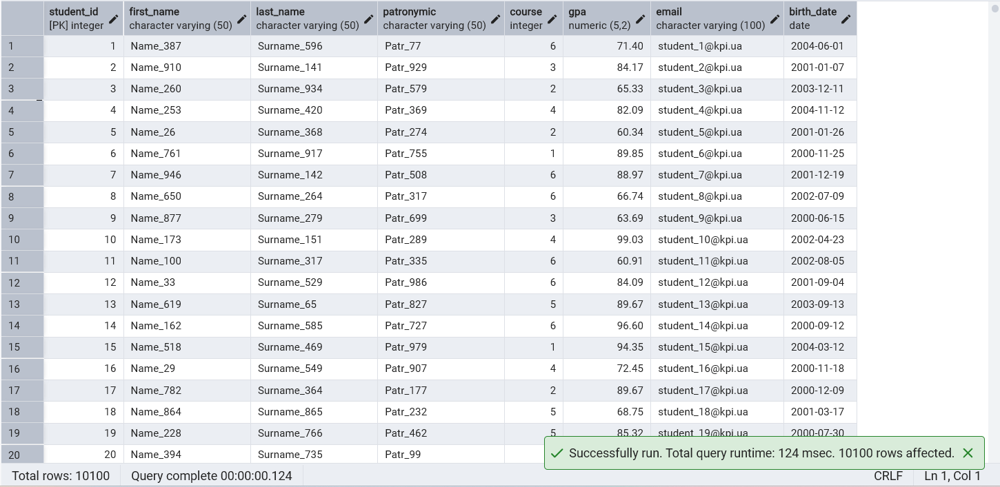 student_id first_name last_name patronymic course gpa email birth_date
[PK] integer character varying (50) character varying (50) character varying (50) integer numeric (5,2) character varying (100) date
1 1 Name_387 Surname_596 Patr_77 6 71.40 student_1@kpi.ua 2004-06-01
2 2 Name_910 Surname_141 Patr_929 3 84.17 student_2@kpi.ua 2001-01-07
3 3 Name_260 Surname_934 Patr_579 2 65.33 student_3@kpi.ua 2003-12-11
4 4 Name_253 Surname_420 Patr_369 4 82.09 student_4@kpi.ua 2004-11-12
5 5 Name_26 Surname_368 Patr_274 2 60.34 student_5@kpi.ua 2001-01-26
6 6 Name_761 Surname_917 Patr_755 1 89.85 student_6@kpi.ua 2000-11-25
7 7 Name_946 Surname_142 Patr_508 6 88.97 student_7@kpi.ua 2001-12-19
8 8 Name_650 Surname_264 Patr_317 6 66.74 student_8@kpi.ua 2002-07-09
9 9 Name_877 Surname_279 Patr_699 3 63.69 student_9@kpi.ua 2000-06-15
10 10 Name_173 Surname_151 Patr_289 4 99.03 student_10@kpi.ua 2002-04-23
11 11 Name_100 Surname_317 Patr_335 6 60.91 student_11@kpi.ua 2002-08-05
12 12 Name_33 Surname_529 Patr_986 6 84.09 student_12@kpi.ua 2001-09-04
13 13 Name_619 Surname_65 Patr_827 5 89.67 student_13@kpi.ua 2003-09-13
14 14 Name_162 Surname_585 Patr_727 6 96.60 student_14@kpi.ua 2000-09-12
15 15 Name_518 Surname_469 Patr_979 1 94.35 student_15@kpi.ua 2004-03-12
16 16 Name_29 Surname_549 Patr_907 4 72.45 student_16@kpi.ua 2000-11-18
17 17 Name_782 Surname_364 Patr_177 2 89.67 student_17@kpi.ua 2000-12-09
18 18 Name_864 Surname_865 Patr_232 5 68.75 student_18@kpi.ua 2001-03-17
19 19 Name_228 Surname_766 Patr_462 5 85.32 student_19@kpi.ua 2000-07-30
20 20 Name_394 Surname_735 Patr_99
Successfully run. Total query runtime: 124 msec. 10100 rows affected.
Total rows: 10100 Query complete 00:00:00.124 CRLF Ln 1, Col 1